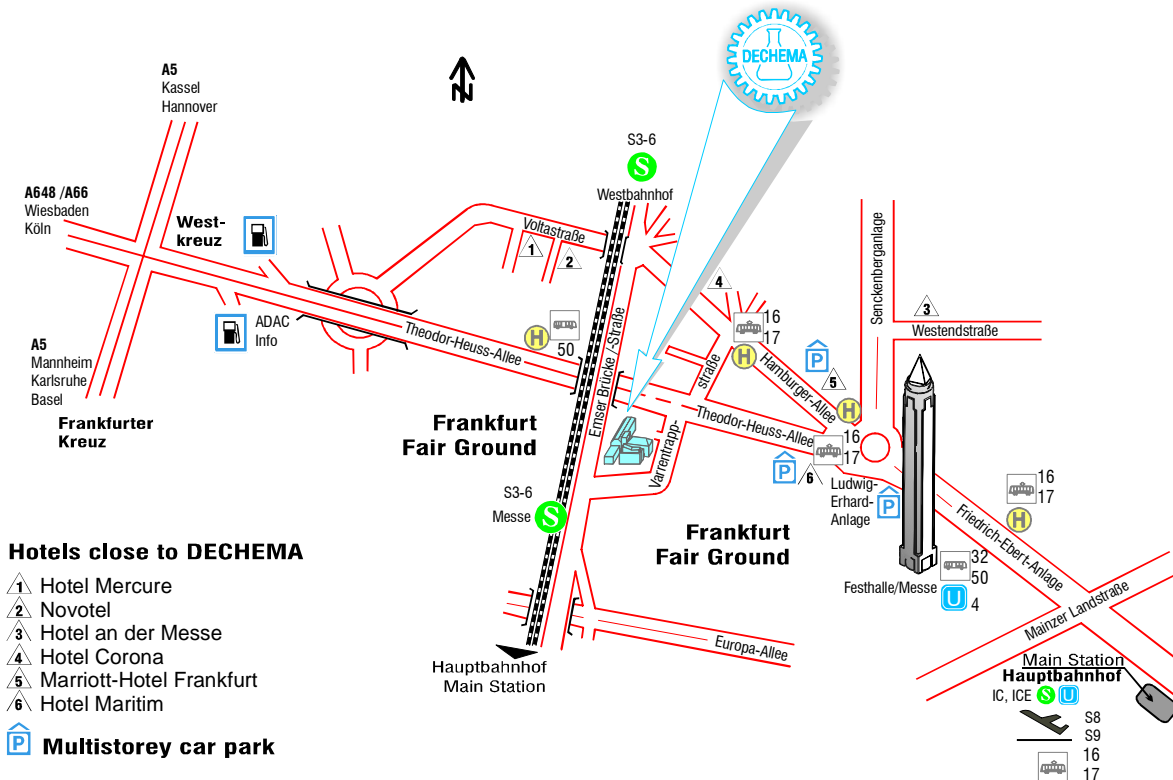 DECHEMA
N
A5
Kassel
Hannover
A648 /A66
Wiesbaden
Köln
West-
kreuz
S3-6
S
Westbahnhof
Voltastraße
1
2
4
Senckenberganlage
3
Westendstraße
ADAC
Info
Theodor-Heuss-Allee
H
50
Emser Brücke /-Straße
straße
16
17
H
P
Hamburger-Allee
5
H
A5
Mannheim
Karlsruhe
Basel
Frankfurter
Kreuz
Frankfurt
Fair Ground
Theodor-Heuss-Allee
16
17
Varrentrapp-
P
6
Ludwig-
Erhard-
Anlage
P
16
17
H
S3-6
Messe
S
Frankfurt
Fair Ground
Friedrich-Ebert-Anlage
32
50
Festhalle/Messe
U
4
Mainzer Landstraße
Europa-Allee
Hauptbahnhof
Main Station
Main Station
Hauptbahnhof
IC, ICE S U
S8
S9
16
17
Hotels close to DECHEMA
1 Hotel Mercure
2 Novotel
3 Hotel an der Messe
4 Hotel Corona
5 Marriott-Hotel Frankfurt
6 Hotel Maritim
P Multistorey car park